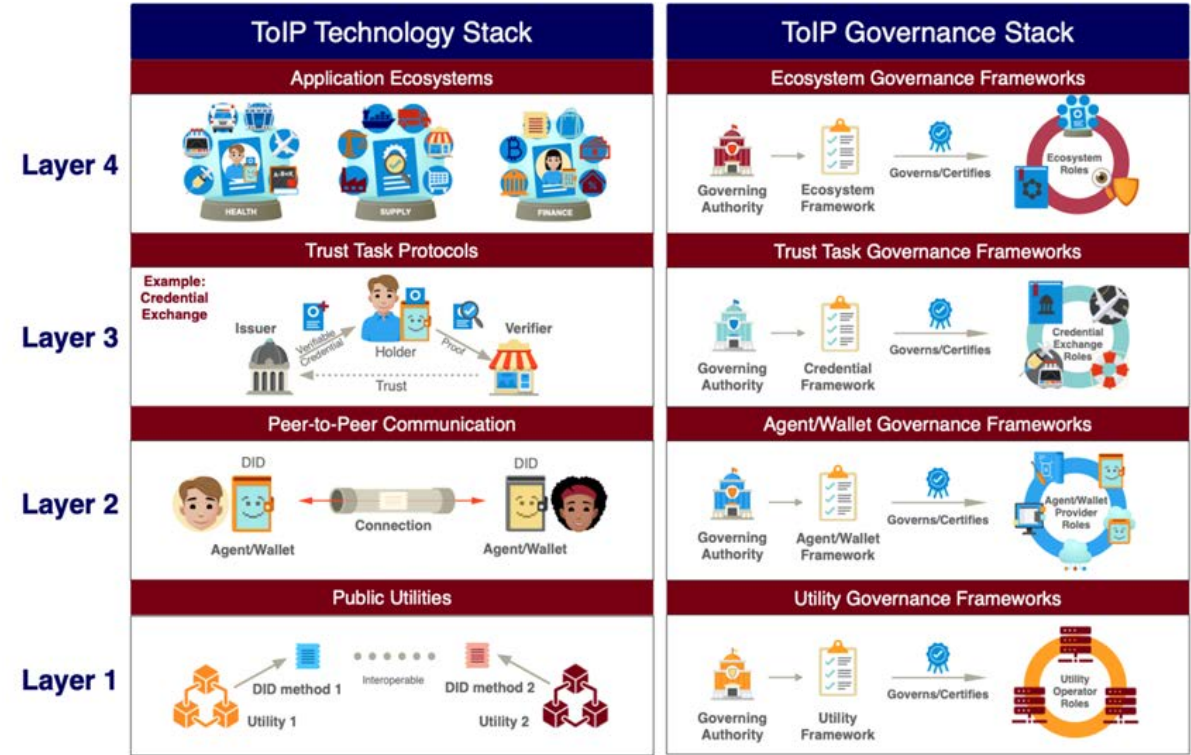 ToIP Technology Stack
ToIP Governance Stack
Layer 4
Application Ecosystems
HEALTH
SUPPLY
FINANCE
Ecosystem Governance Frameworks
Governing
Authority
Ecosystem
Framework
Governs/Certifies
Ecosystem
Roles
Layer 3
Trust Task Protocols
Example:
Credential
Exchange
Issuer
Verifiable
Credential
Holder
Proof
Verifier
Trust
Trust Task Governance Frameworks
Governing
Authority
Credential
Framework
Governs/Certifies
Credential
Exchange
Roles
Layer 2
Peer-to-Peer Communication
DID
DID
Connection
Agent/Wallet
Agent/Wallet
Agent/Wallet Governance Frameworks
Governing
Authority
Agent/Wallet
Framework
Governs/Certifies
Agent/Wallet
Provider
Roles
Layer 1
Public Utilities
DID method 1
Interoperable
DID method 2
Utility 1
Utility 2
Utility Governance Frameworks
Governing
Authority
Utility
Framework
Governs/Certifies
Utility
Operator
Roles